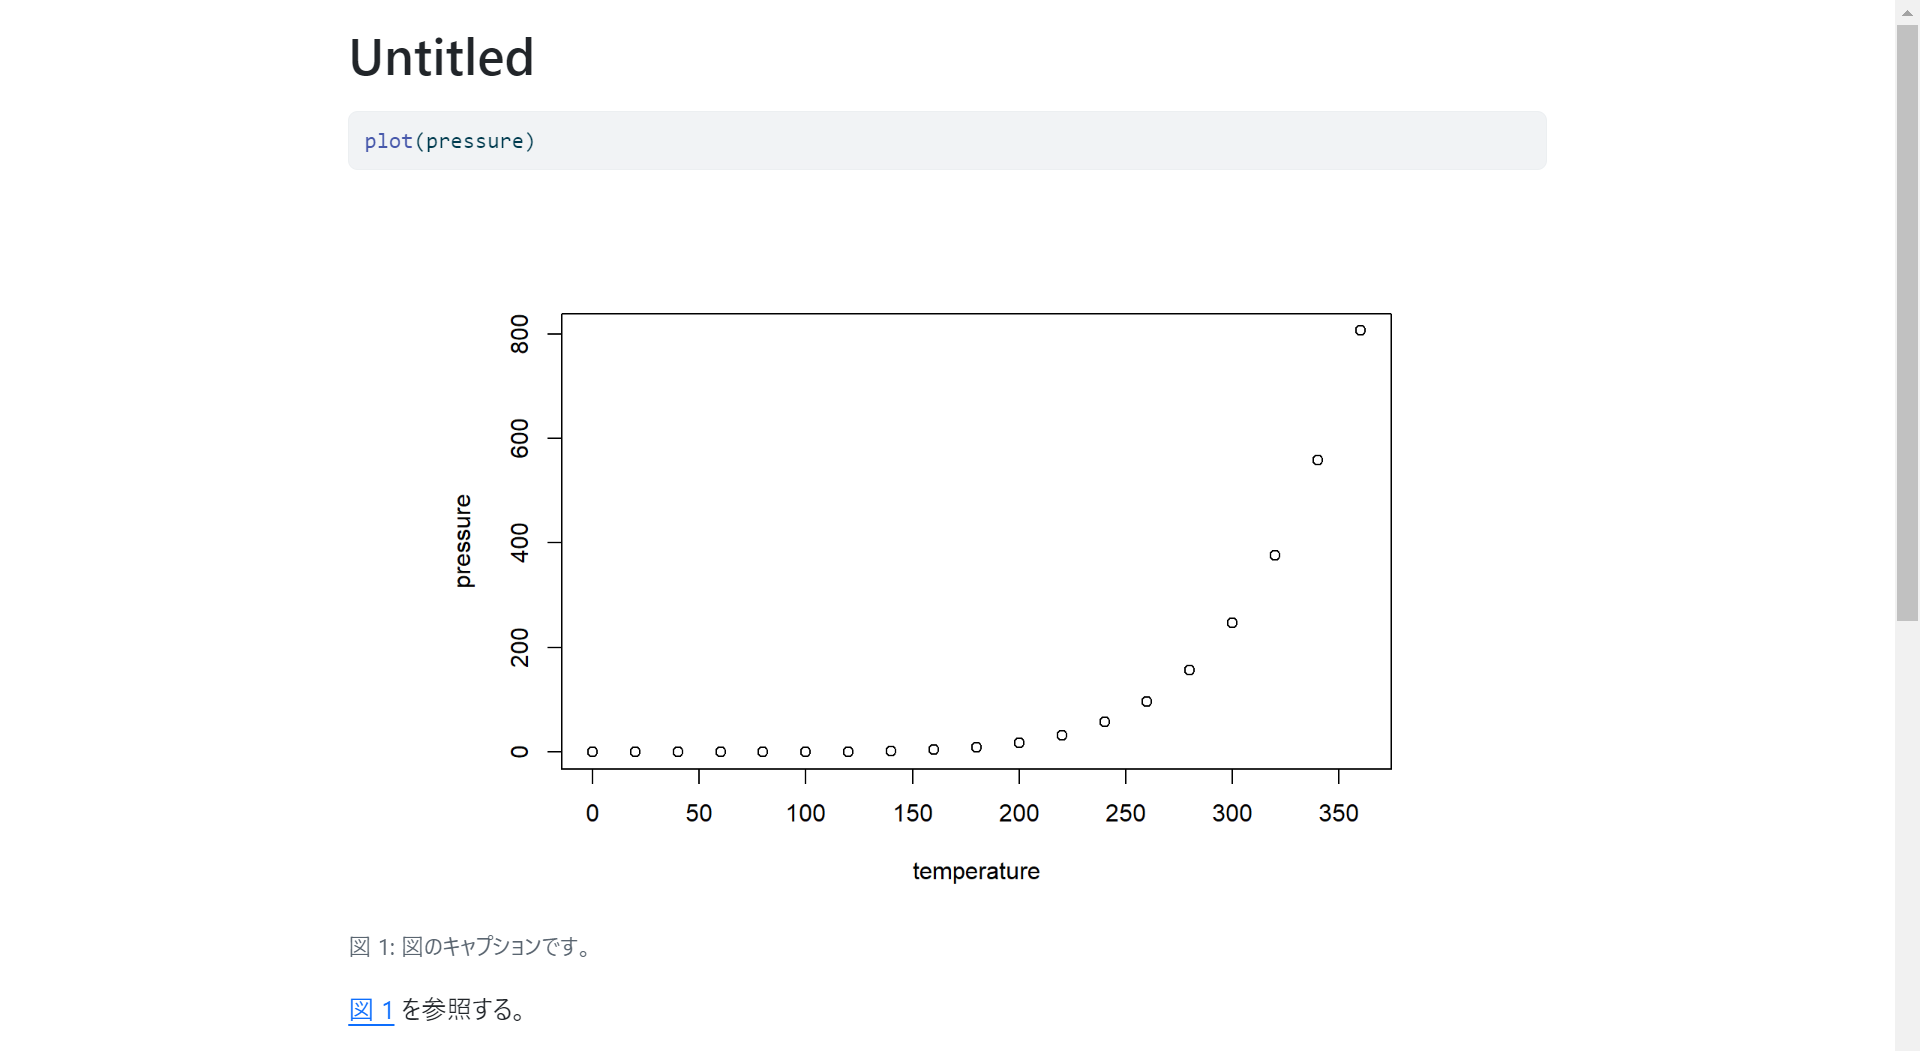 Untitled
plot(pressure)
800
600
400
200
0
pressure
0 50 100 150 200 250 300 350
temperature
図 1: 図のキャプションです。
図 1 を参照する。